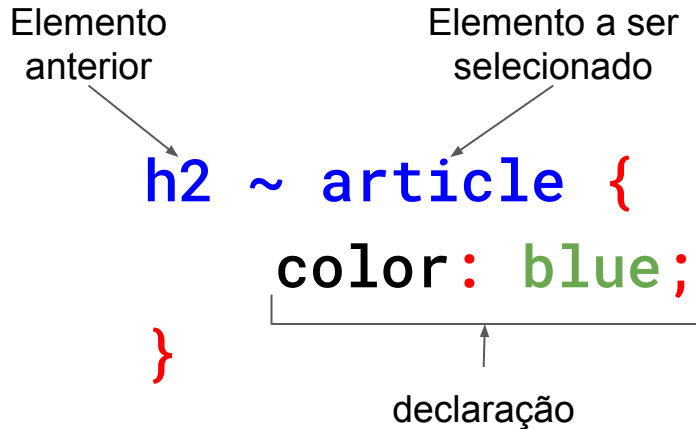 Elemento
anterior
Elemento a ser
selecionado
h2 ~ article {
color: blue;
}
declaração